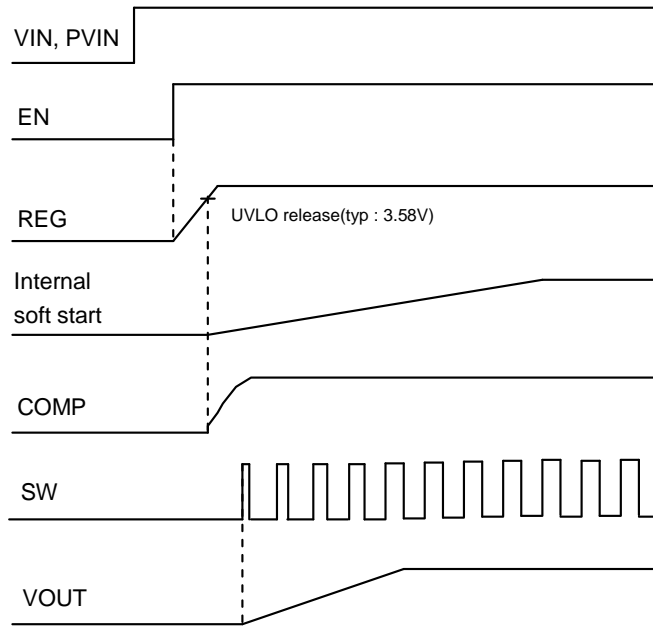 VIN, PVIN
EN
REG
UVLO release(typ : 3.58V)
Internal
soft start
COMP
SW
VOUT